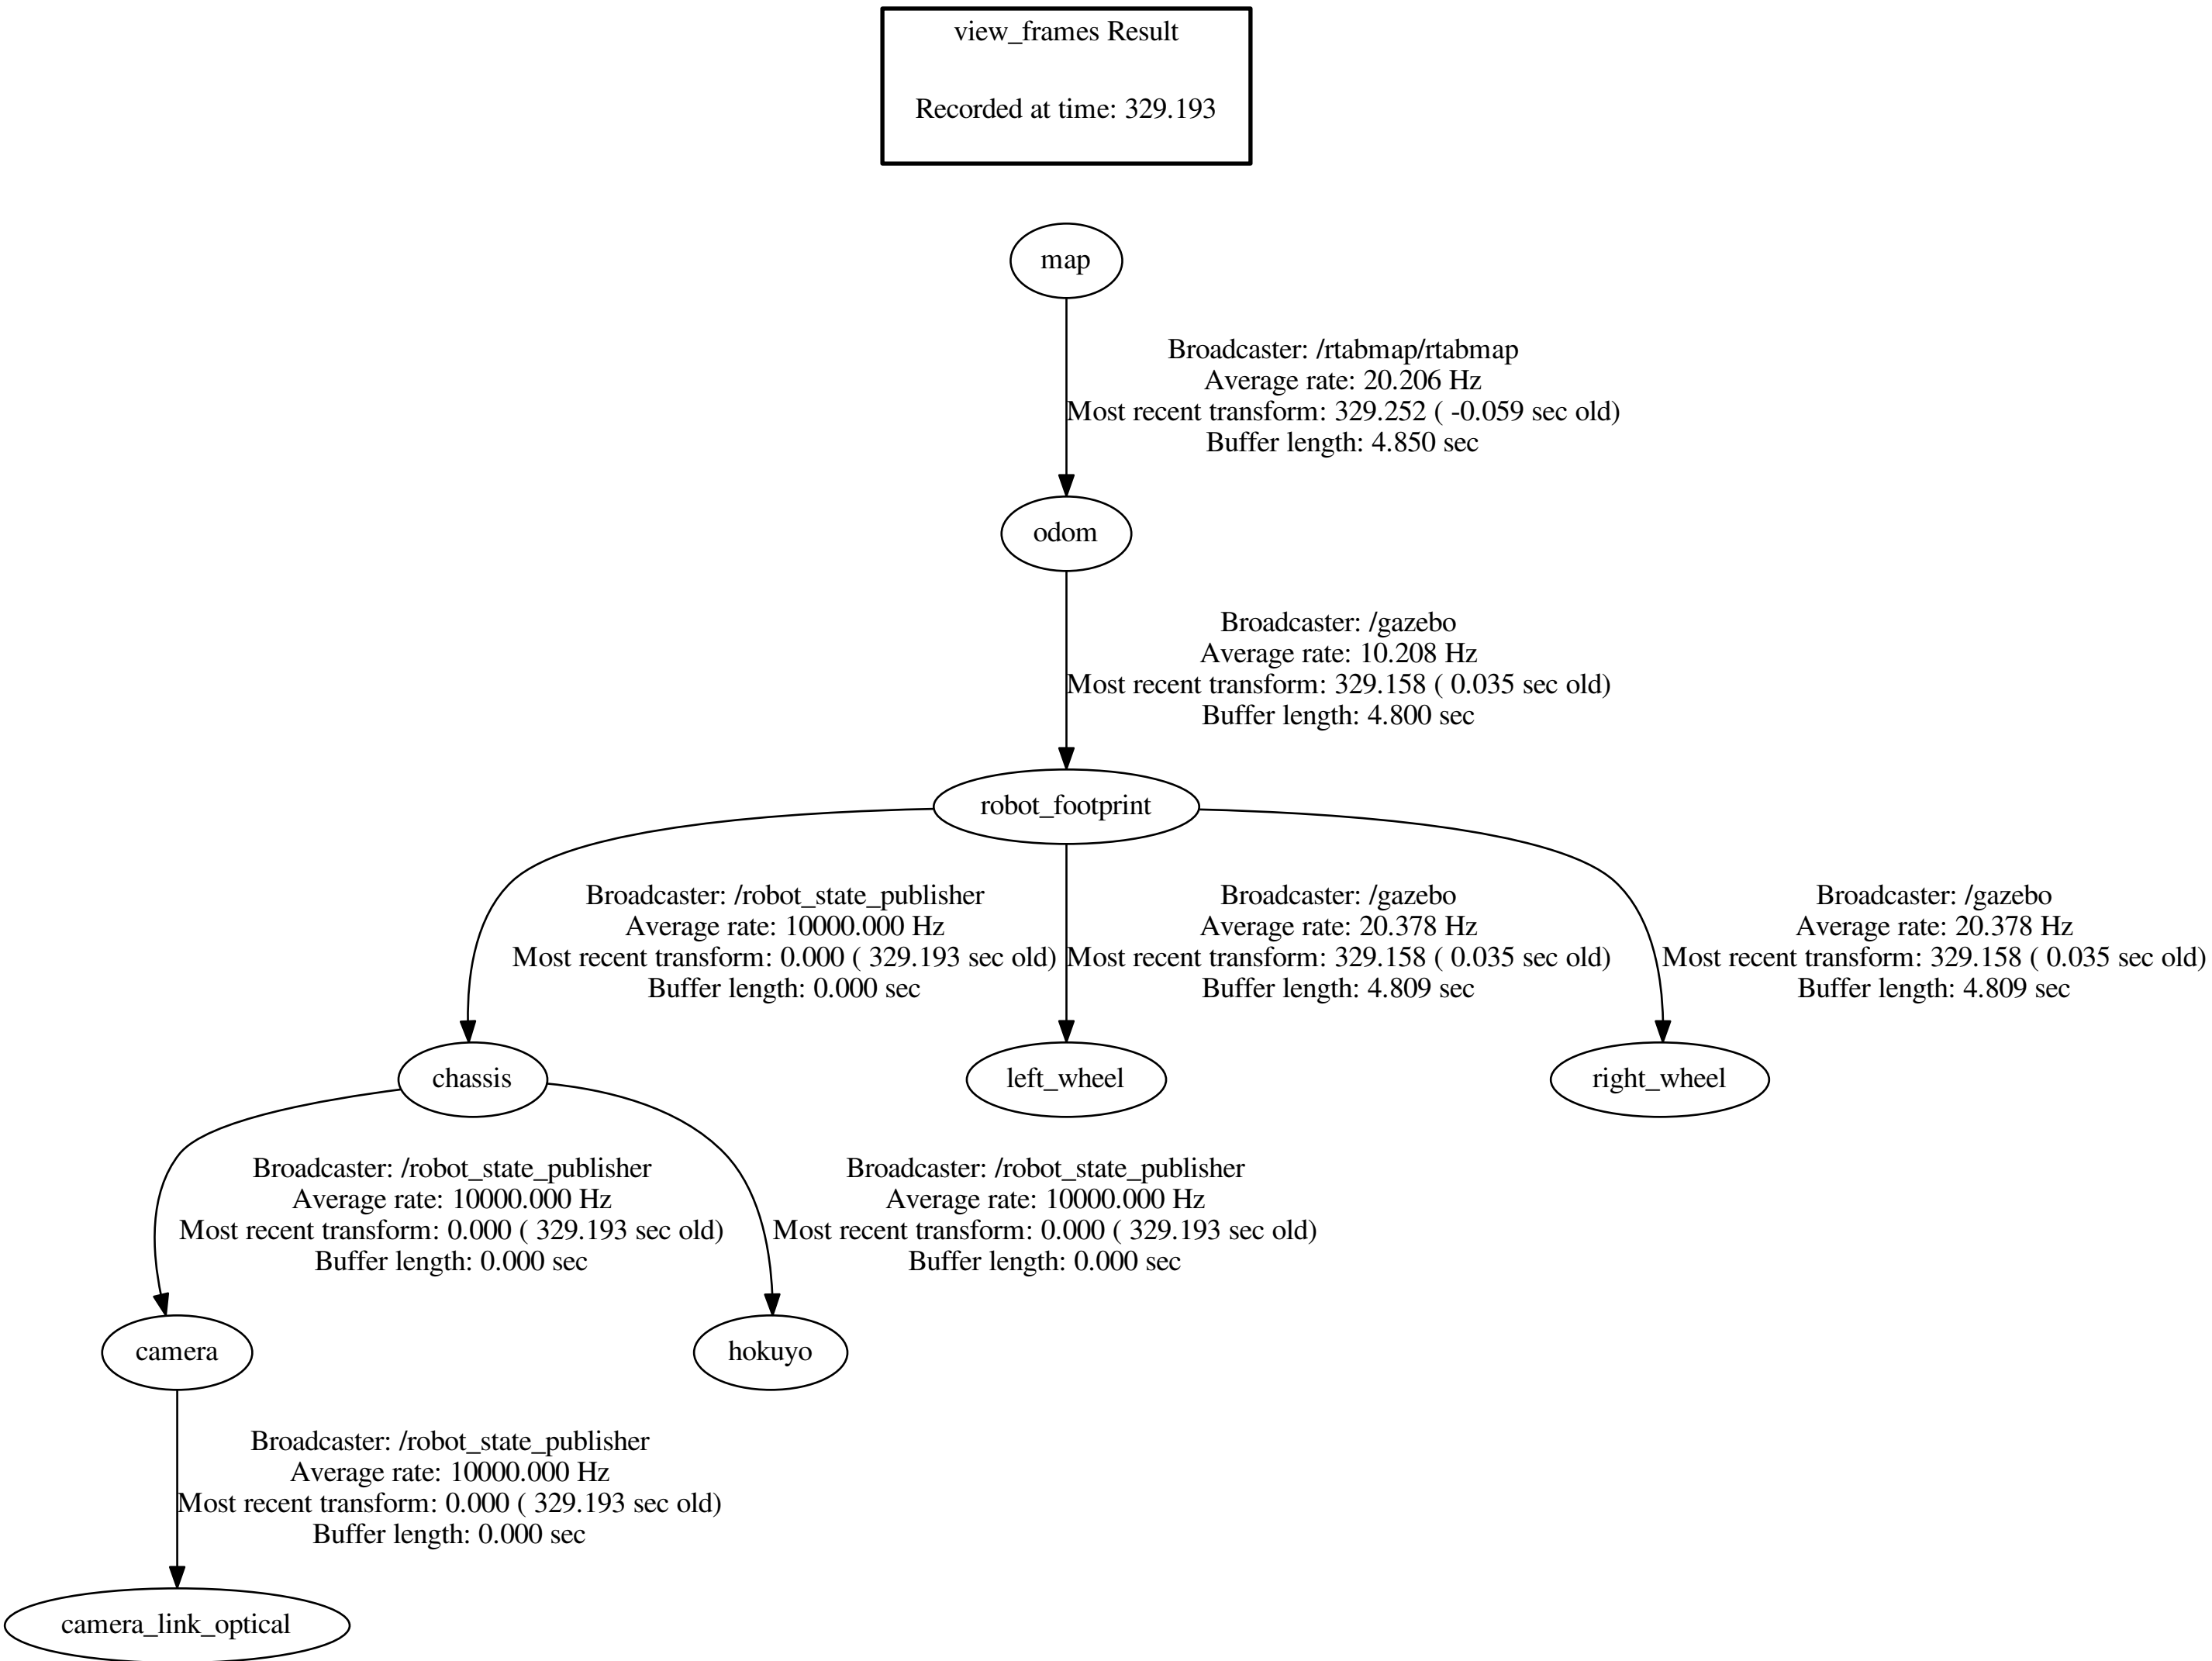 view_frames Result
Recorded at time: 329.193
map
Broadcaster: /rtabmap/rtabmap
Average rate: 20.206 Hz
Most recent transform: 329.252 ( -0.059 sec old)
Buffer length: 4.850 sec
odom
Broadcaster: /gazebo
Average rate: 10.208 Hz
Most recent transform: 329.158 ( 0.035 sec old)
Buffer length: 4.800 sec
robot_footprint
Broadcaster: /robot_state_publisher
Average rate: 10000.000 Hz
Most recent transform: 0.000 ( 329.193 sec old)
Buffer length: 0.000 sec
Broadcaster: /gazebo
Average rate: 20.378 Hz
Most recent transform: 329.158 ( 0.035 sec old)
Buffer length: 4.809 sec
Broadcaster: /gazebo
Average rate: 20.378 Hz
Most recent transform: 329.158 ( 0.035 sec old)
Buffer length: 4.809 sec
chassis
left_wheel
right_wheel
Broadcaster: /robot_state_publisher
Average rate: 10000.000 Hz
Most recent transform: 0.000 ( 329.193 sec old)
Buffer length: 0.000 sec
Broadcaster: /robot_state_publisher
Average rate: 10000.000 Hz
Most recent transform: 0.000 ( 329.193 sec old)
Buffer length: 0.000 sec
camera
hokuyo
Broadcaster: /robot_state_publisher
Average rate: 10000.000 Hz
Most recent transform: 0.000 ( 329.193 sec old)
Buffer length: 0.000 sec
camera_link_optical